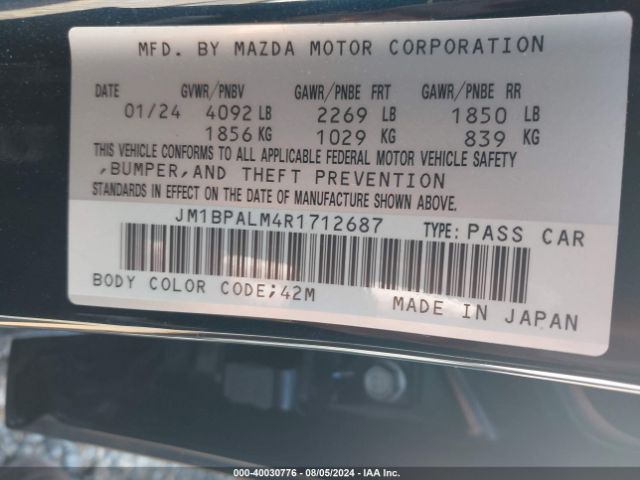 MFD. BY MAZDA MOTOR CORPORATION
DATE GVWR/PNBV GAWR/PNBE FRT GAWR/PNBE RR
01/24 4092 LB 2269 LB 1850 LB
1856 KG 1029 KG 839 KG
THIS VEHICLE CONFORMS TO ALL APPLICABLE FEDERAL MOTOR VEHICLE SAFETY
,BUMPER,AND THEFT PREVENTION
STANDARDS IN EFFECT ON THE DATE OF MANUFACTURE SHOWN ABOVE.
JM1BPALM4R1712687 TYPE: PASS CAR
BODY COLOR CODE;42M MADE IN JAPAN
OWNER - 40030776 - 08/05/2024 - IAA Inc.